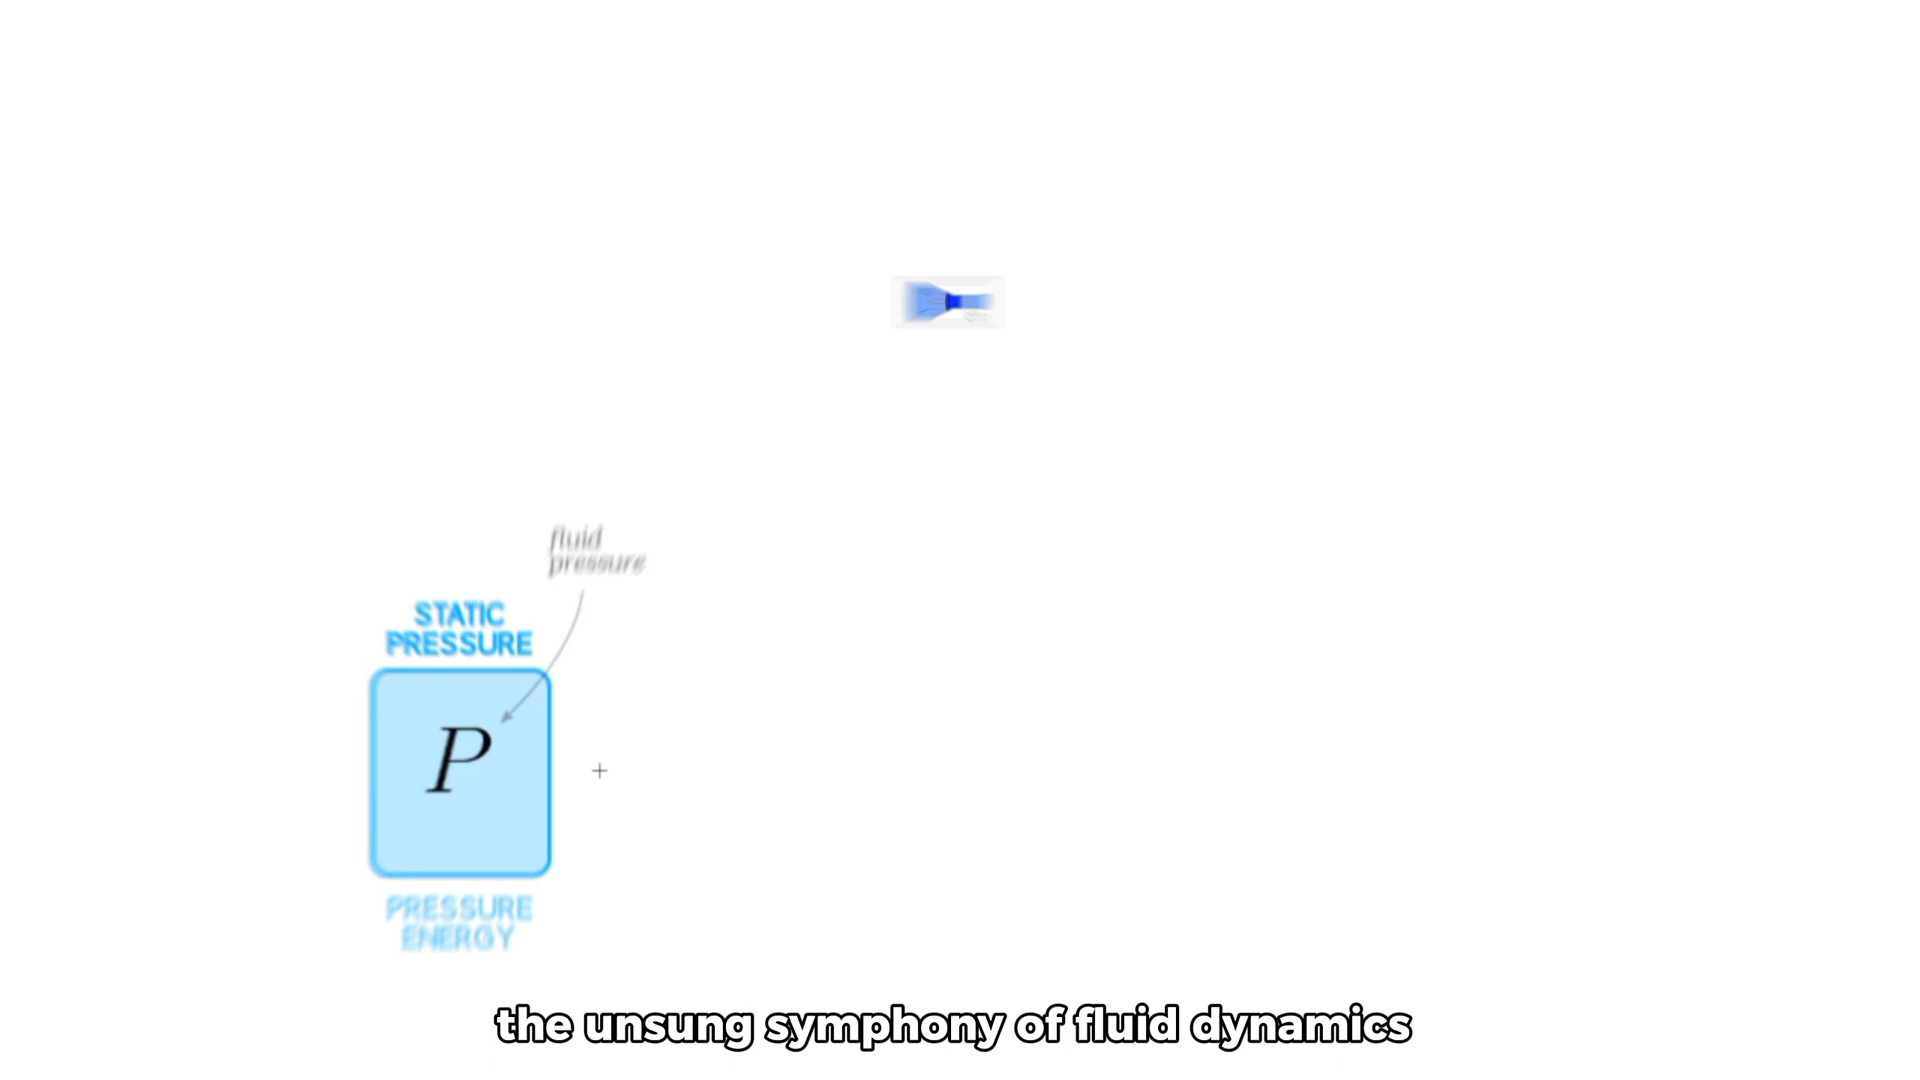 fluid
pressure
STATIC
PRESSURE
P
+
PRESSURE
ENERGY
the unsung symphony of fluid dynamics